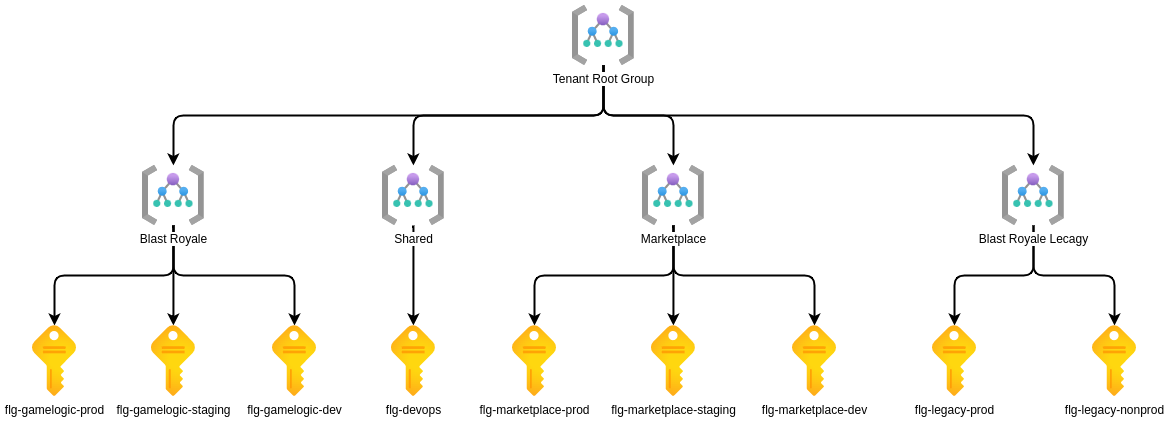 Tenant Root Group
Blast Royale
Shared
Marketplace
Blast Royale Lecagy
flg-gamelogic-prod
flg-gamelogic-staging
flg-gamelogic-dev
flg-devops
flg-marketplace-prod
flg-marketplace-staging
flg-marketplace-dev
flg-legacy-prod
flg-legacy-nonprod